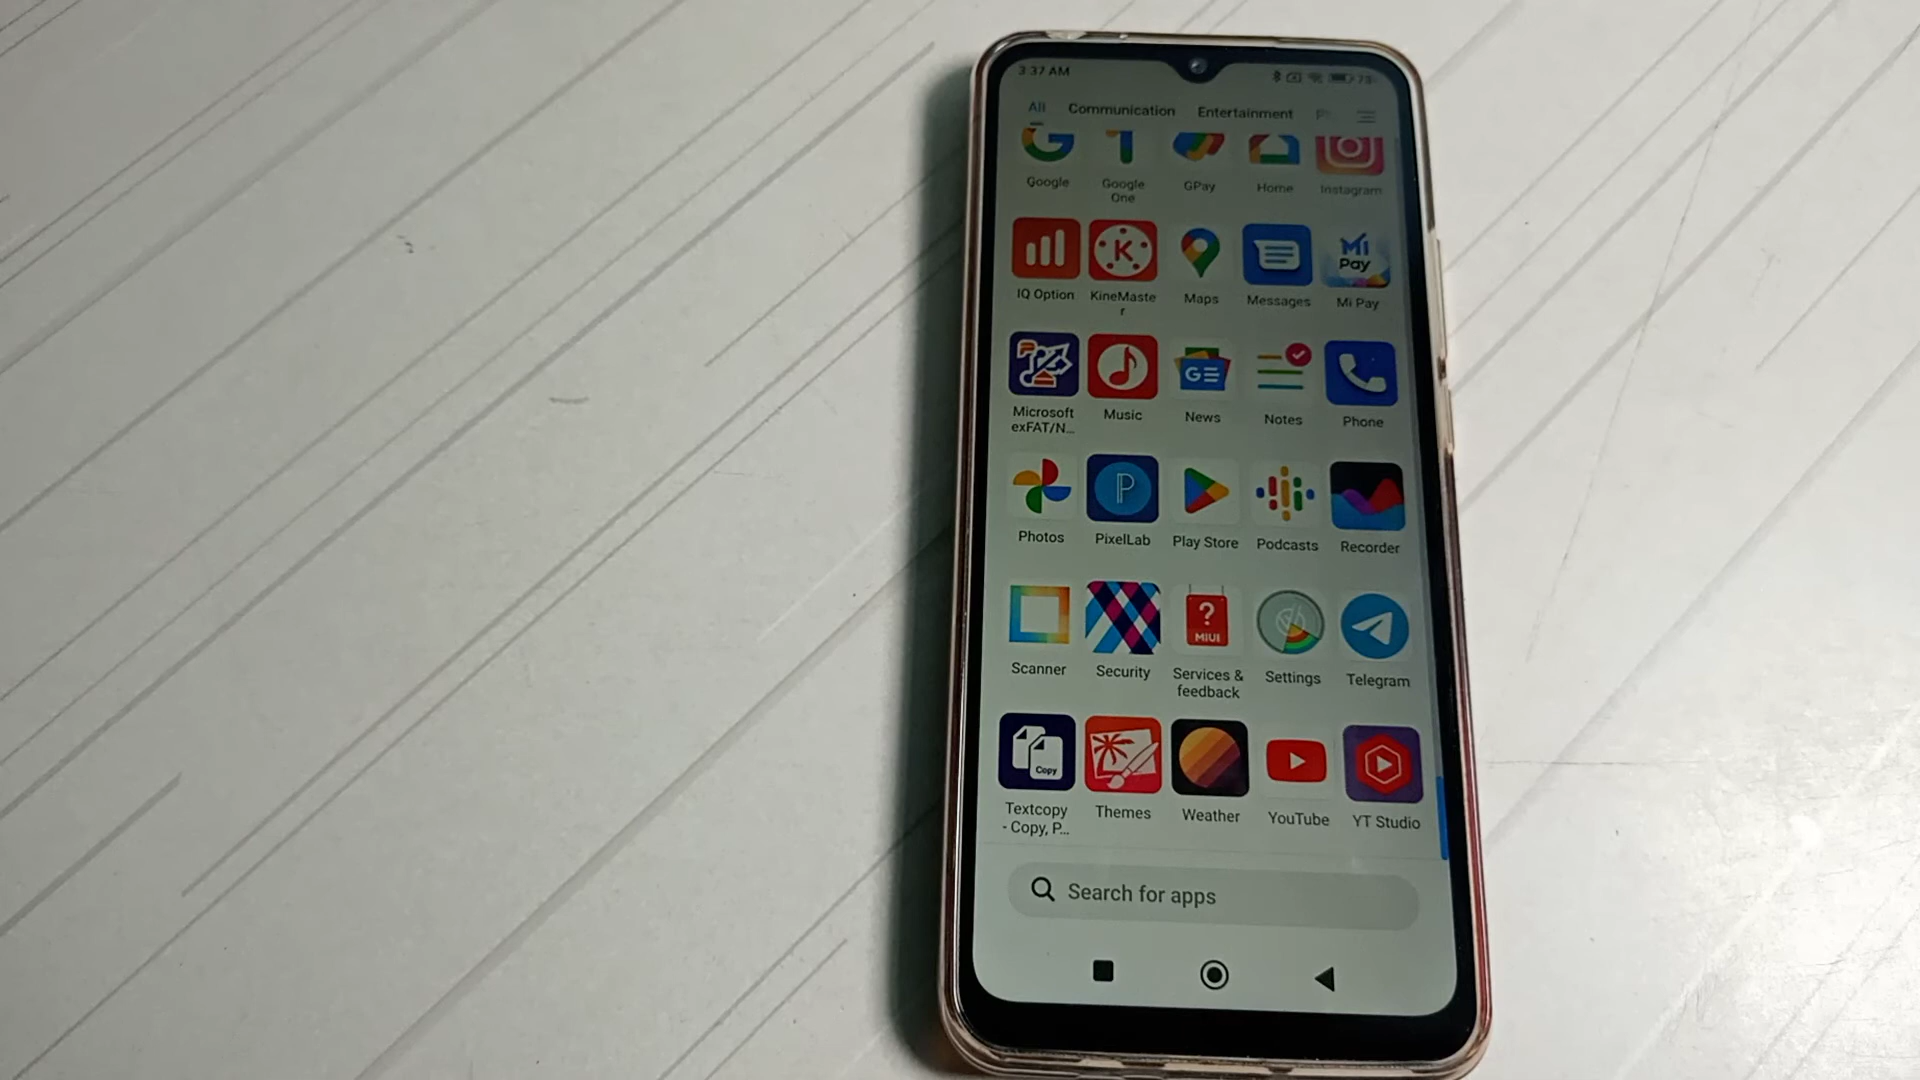 3:37 AM
All Communication Entertainment
Google Google One GPay Home Instagram
Mi Pay
IQ Option KineMaster Maps Messages Mi Pay
GE
Microsoft exFAT/N... Music News Notes Phone
P
Photos PixelLab Play Store Podcasts Recorder
?
MIUI
Scanner Security Services & feedback Settings Telegram
Copy
Textcopy - Copy, P... Themes Weather YouTube YT Studio
Search for apps